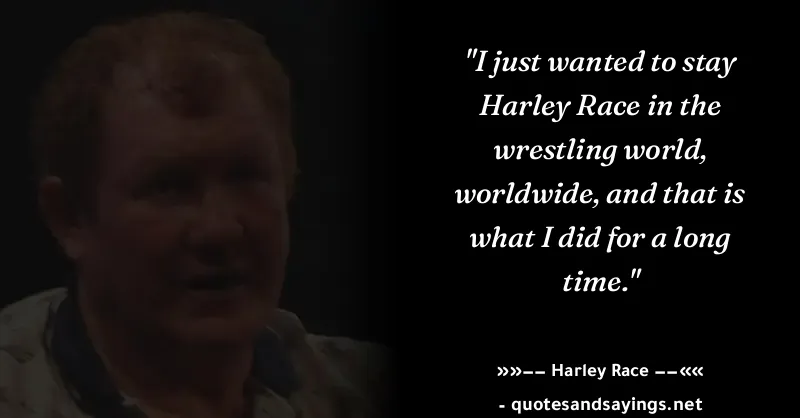 "I just wanted to stay
Harley Race in the
wrestling world,
worldwide, and that is
what I did for a long
time."
»»−− Harley Race −−««
- quotesandsayings.net